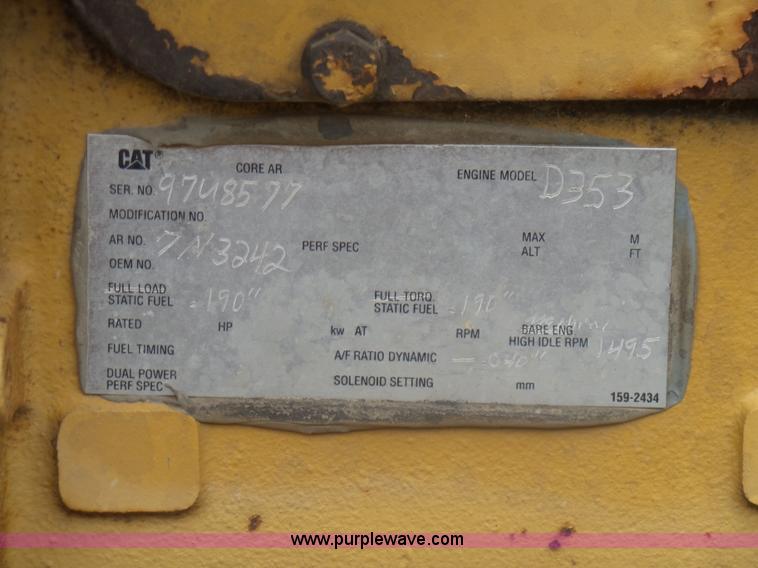 CAT® CORE AR ENGINE MODEL D353
SER. NO. 97U8577
MODIFICATION NO.
AR NO. 7N3242 PERF SPEC MAX ALT M FT
OEM NO.
FULL LOAD STATIC FUEL .190" FULL TORQ STATIC FUEL .190"
RATED HP kw AT RPM BARE ENG HIGH IDLE RPM 1495
FUEL TIMING A/F RATIO DYNAMIC
DUAL POWER PERF SPEC SOLENOID SETTING mm
159-2434
www.purplewave.com